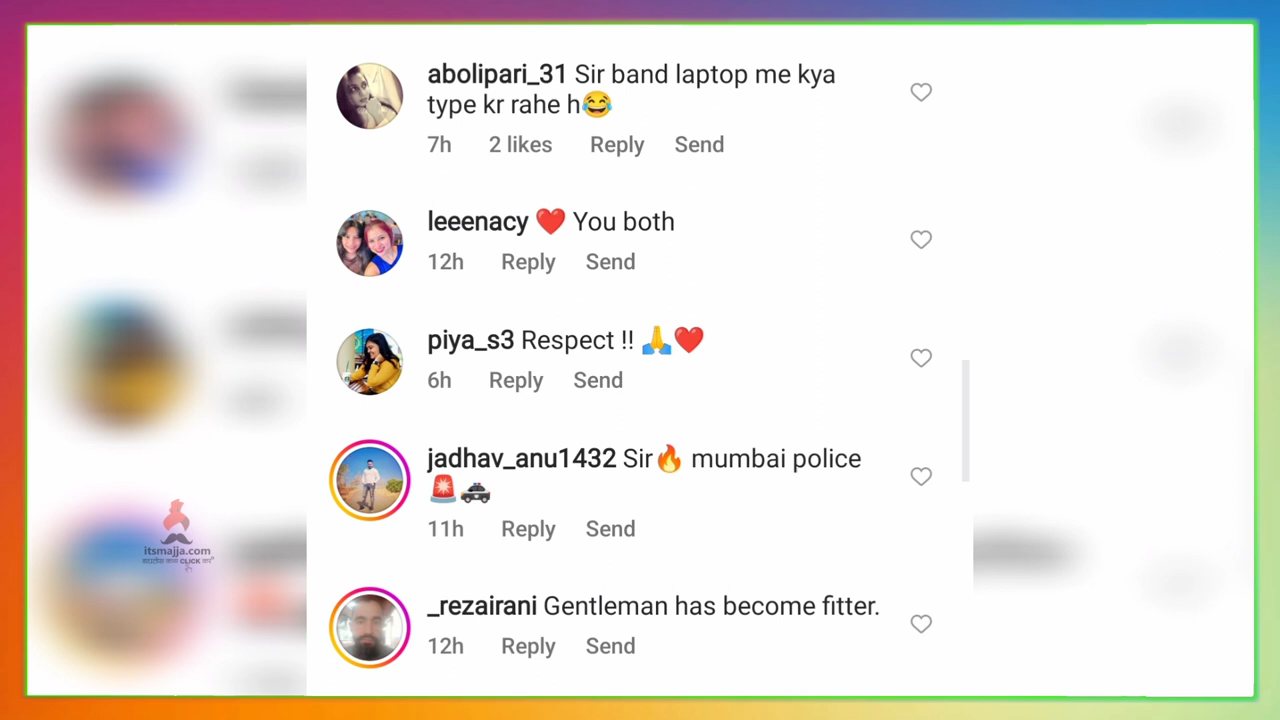 abolipari_31 Sir band laptop me kya
type kr rahe h😂
7h 2 likes Reply Send
leeenacy ❤️ You both
12h Reply Send
piya_s3 Respect !! 🙏❤️
6h Reply Send
jadhav_anu1432 Sir🔥 mumbai police
🚨🚓
11h Reply Send
itsmajja.com
CLICK
_rezairani Gentleman has become fitter.
12h Reply Send